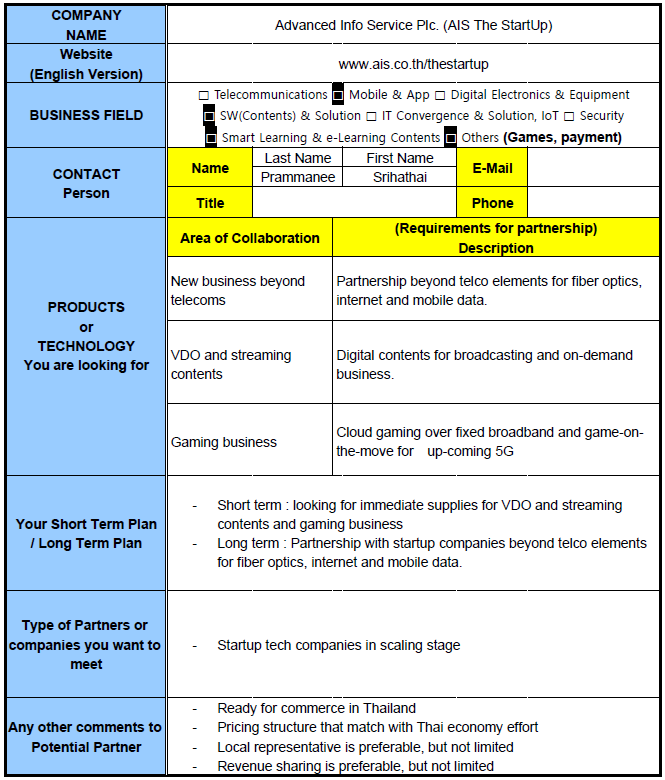 COMPANY
NAME
Advanced Info Service Plc. (AIS The StartUp)
Website
(English Version)
www.ais.co.th/thestartup
BUSINESS FIELD
□ Telecommunications ■ Mobile & App □ Digital Electronics & Equipment
■ SW(Contents) & Solution □ IT Convergence & Solution, IoT □ Security
■ Smart Learning & e-Learning Contents ■ Others (Games, payment)
CONTACT
Person
Name
Last Name
First Name
Prammanee
Srihathai
E-Mail
Title
Phone
PRODUCTS
or
TECHNOLOGY
You are looking for
Area of Collaboration
(Requirements for partnership)
Description
New business beyond
telecoms
Partnership beyond telco elements for fiber optics,
internet and mobile data.
VDO and streaming
contents
Digital contents for broadcasting and on-demand
business.
Gaming business
Cloud gaming over fixed broadband and game-on-
the-move for up-coming 5G
Your Short Term Plan
/ Long Term Plan
- Short term : looking for immediate supplies for VDO and streaming
contents and gaming business
- Long term : Partnership with startup companies beyond telco elements
for fiber optics, internet and mobile data.
Type of Partners or
companies you want to
meet
- Startup tech companies in scaling stage
Any other comments to
Potential Partner
- Ready for commerce in Thailand
- Pricing structure that match with Thai economy effort
- Local representative is preferable, but not limited
- Revenue sharing is preferable, but not limited